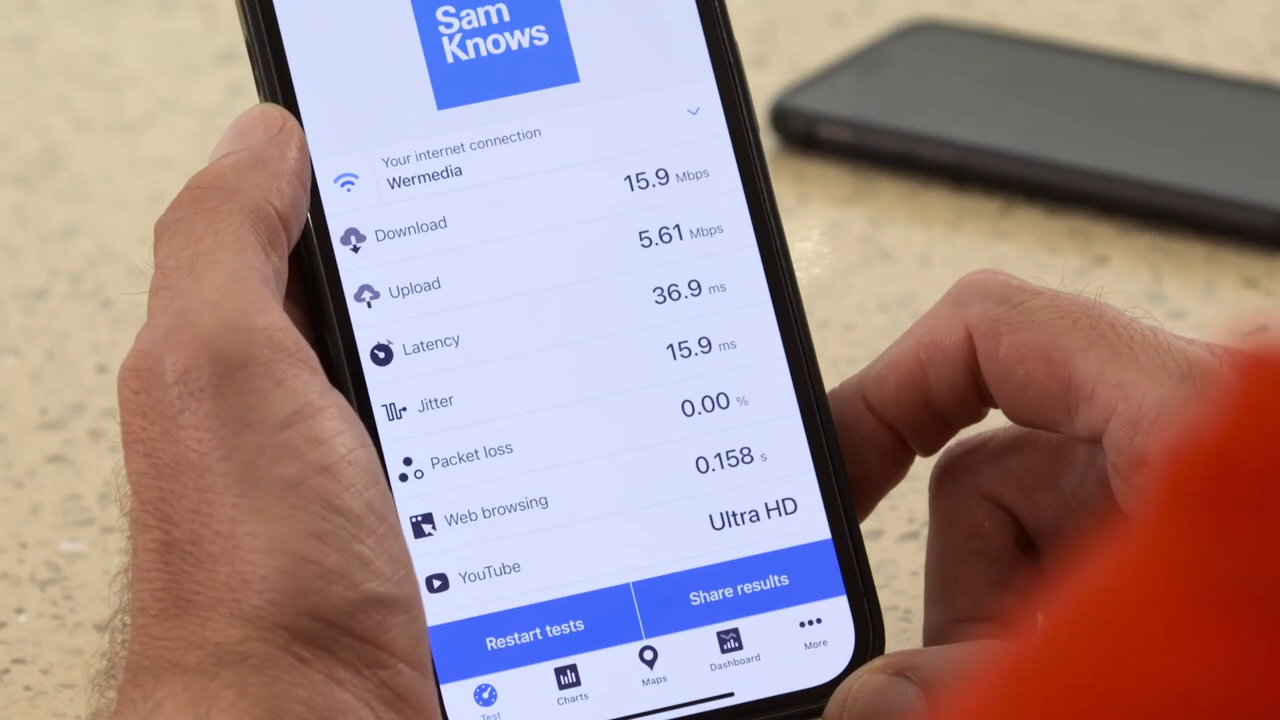 Sam
Knows
Your internet connection
Wermedia
Download 15.9 Mbps
Upload 5.61 Mbps
Latency 36.9 ms
Jitter 15.9 ms
Packet loss 0.00 %
Web browsing 0.158 s
YouTube Ultra HD
Restart tests Share results
Test Charts Maps Dashboard More